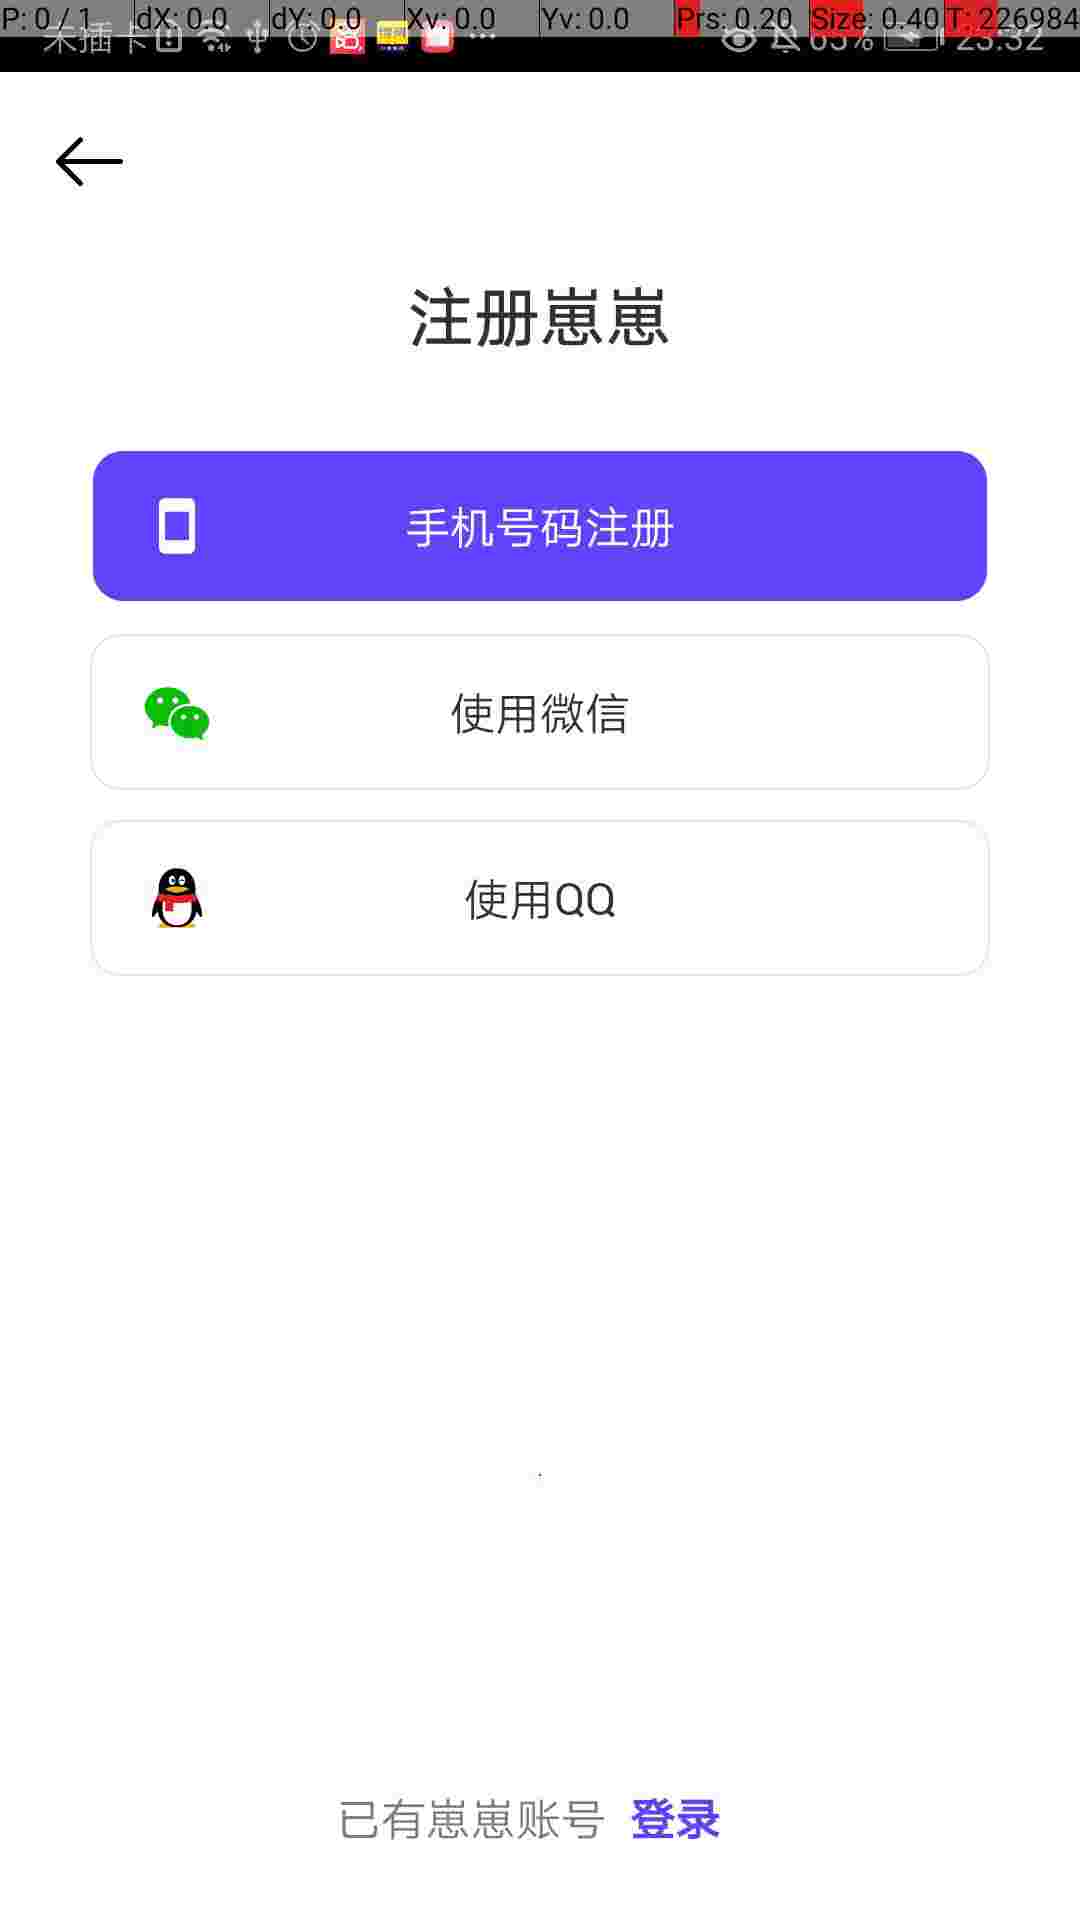 P: 0 / 1 dX: 0.0 dY: 0.0 Xv: 0.0 Yv: 0.0 Prs: 0.20 Size: 0.40 T: 226984
未插卡 63% 23:32
注册崽崽
手机号码注册
使用微信
使用QQ
已有崽崽账号 登录